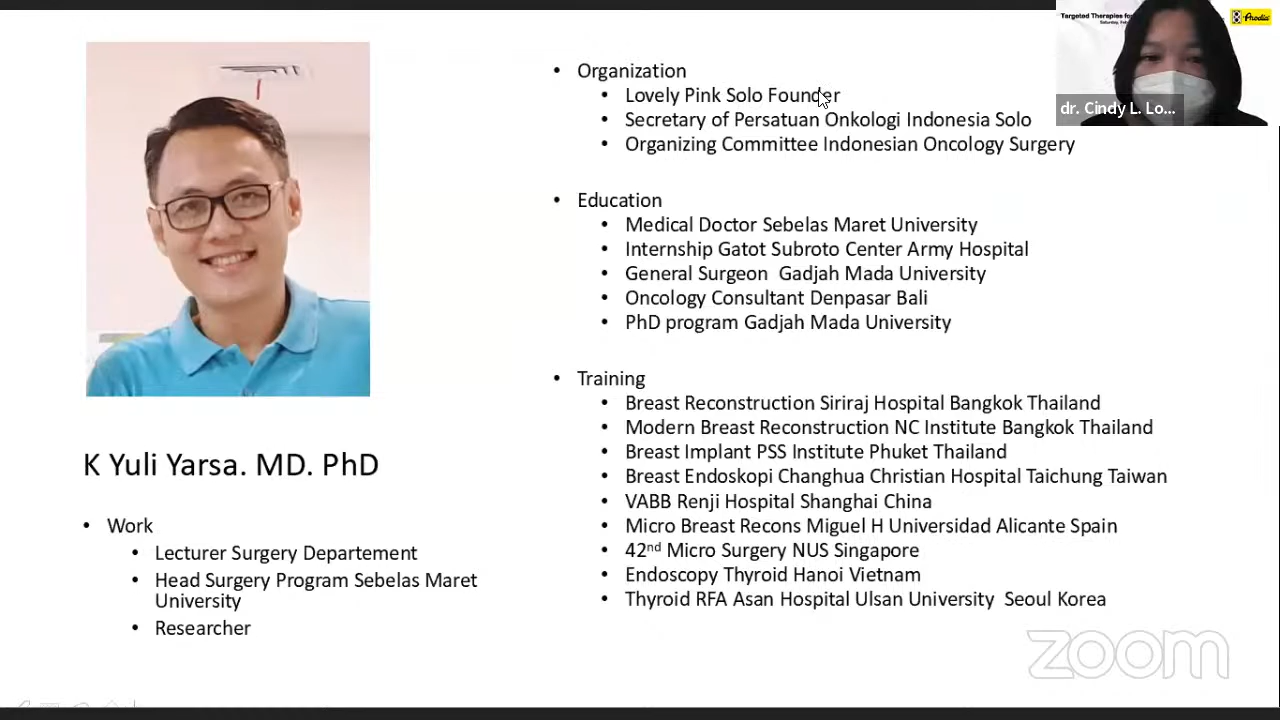 Targeted Therapies for
Prodia
dr. Cindy L. Lo...
K Yuli Yarsa. MD. PhD
• Work
• Lecturer Surgery Departement
• Head Surgery Program Sebelas Maret
University
• Researcher
• Organization
• Lovely Pink Solo Founder
• Secretary of Persatuan Onkologi Indonesia Solo
• Organizing Committee Indonesian Oncology Surgery
• Education
• Medical Doctor Sebelas Maret University
• Internship Gatot Subroto Center Army Hospital
• General Surgeon Gadjah Mada University
• Oncology Consultant Denpasar Bali
• PhD program Gadjah Mada University
• Training
• Breast Reconstruction Siriraj Hospital Bangkok Thailand
• Modern Breast Reconstruction NC Institute Bangkok Thailand
• Breast Implant PSS Institute Phuket Thailand
• Breast Endoskopi Changhua Christian Hospital Taichung Taiwan
• VABB Renji Hospital Shanghai China
• Micro Breast Recons Miguel H Universidad Alicante Spain
• 42nd Micro Surgery NUS Singapore
• Endoscopy Thyroid Hanoi Vietnam
• Thyroid RFA Asan Hospital Ulsan University Seoul Korea
zoom